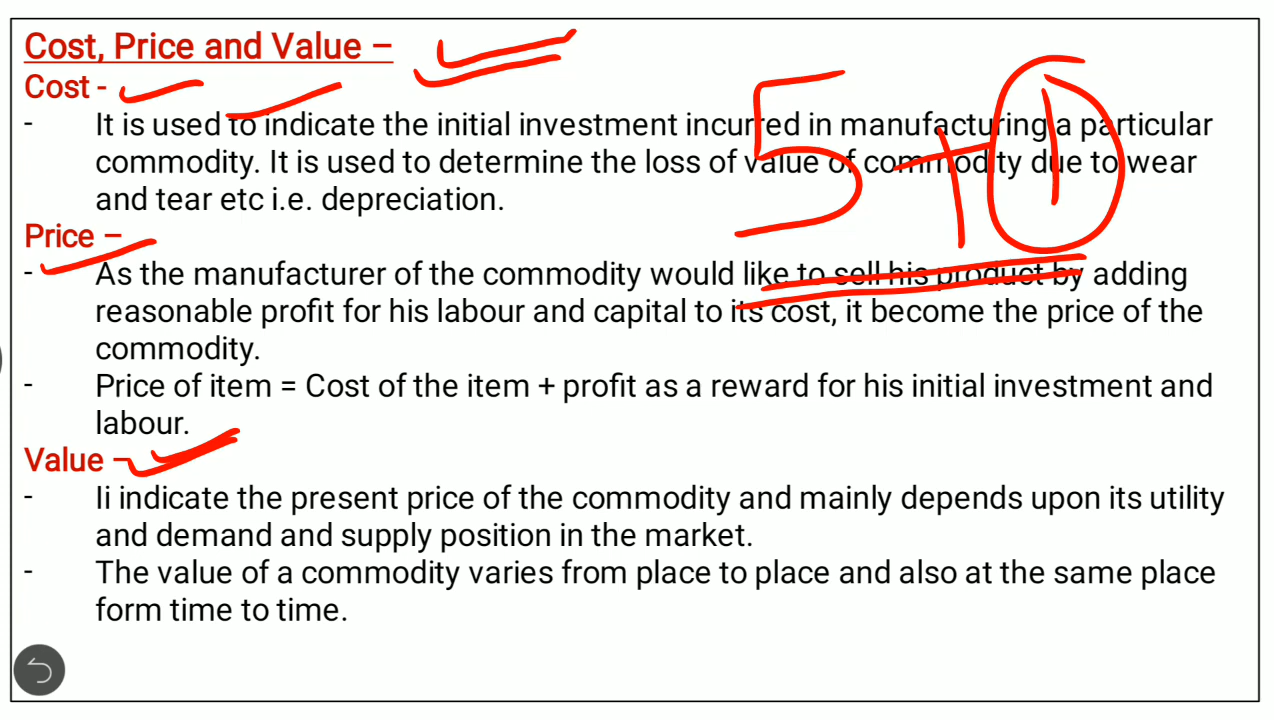 Cost, Price and Value –
Cost -
- It is used to indicate the initial investment incurred in manufacturing a particular
commodity. It is used to determine the loss of value of commodity due to wear
and tear etc i.e. depreciation.
5 + 1
Price –
- As the manufacturer of the commodity would like to sell his product by adding
reasonable profit for his labour and capital to its cost, it become the price of the
commodity.
- Price of item = Cost of the item + profit as a reward for his initial investment and
labour.
Value –
- Ii indicate the present price of the commodity and mainly depends upon its utility
and demand and supply position in the market.
- The value of a commodity varies from place to place and also at the same place
form time to time.